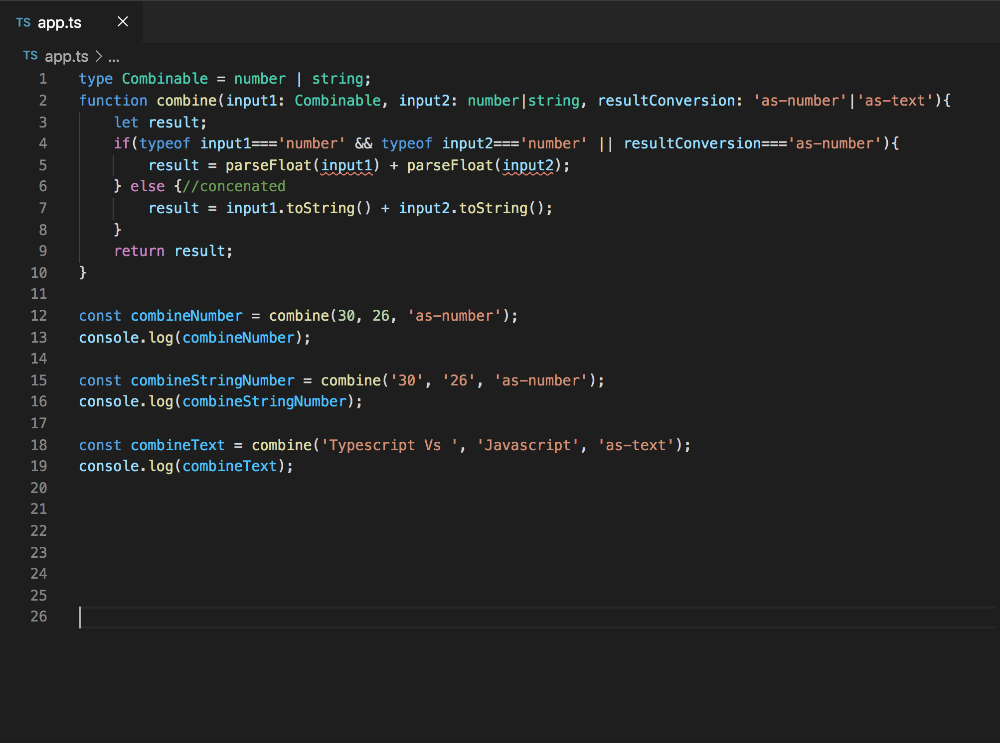 TS app.ts ×
TS app.ts > ...
1 type Combinable = number | string;
2 function combine(input1: Combinable, input2: number|string, resultConversion: 'as-number'|'as-text'){
3     let result;
4     if(typeof input1==='number' && typeof input2==='number' || resultConversion==='as-number'){
5         result = parseFloat(input1) + parseFloat(input2);
6     } else {//concenated
7         result = input1.toString() + input2.toString();
8     }
9     return result;
10 }
11
12 const combineNumber = combine(30, 26, 'as-number');
13 console.log(combineNumber);
14
15 const combineStringNumber = combine('30', '26', 'as-number');
16 console.log(combineStringNumber);
17
18 const combineText = combine('Typescript Vs ', 'Javascript', 'as-text');
19 console.log(combineText);
20
21
22
23
24
25
26